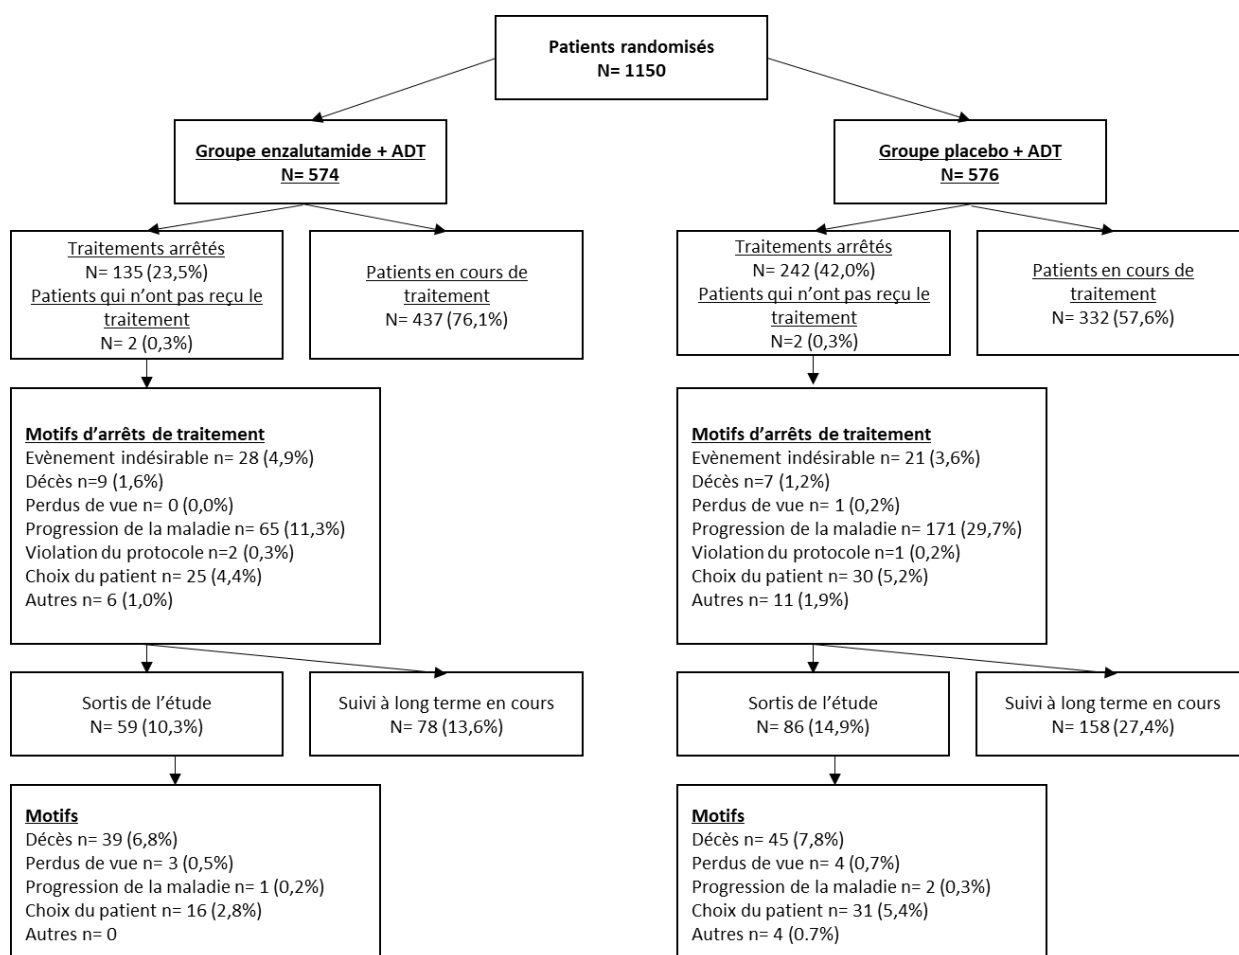 Patients randomisés
N= 1150
Groupe enzalutamide + ADT
N= 574
Groupe placebo + ADT
N= 576
Traitements arrêtés
N= 135 (23,5%)
Patients qui n’ont pas reçu le
traitement
N= 2 (0,3%)
Patients en cours de
traitement
N= 437 (76,1%)
Traitements arrêtés
N= 242 (42,0%)
Patients qui n’ont pas reçu le
traitement
N=2 (0,3%)
Patients en cours de
traitement
N= 332 (57,6%)
Motifs d’arrêts de traitement
Evènement indésirable n= 28 (4,9%)
Décès n=9 (1,6%)
Perdus de vue n= 0 (0,0%)
Progression de la maladie n= 65 (11,3%)
Violation du protocole n=2 (0,3%)
Choix du patient n= 25 (4,4%)
Autres n= 6 (1,0%)
Motifs d’arrêts de traitement
Evènement indésirable n= 21 (3,6%)
Décès n=7 (1,2%)
Perdus de vue n= 1 (0,2%)
Progression de la maladie n= 171 (29,7%)
Violation du protocole n=1 (0,2%)
Choix du patient n= 30 (5,2%)
Autres n= 11 (1,9%)
Sortis de l’étude
N= 59 (10,3%)
Suivi à long terme en cours
N= 78 (13,6%)
Sortis de l’étude
N= 86 (14,9%)
Suivi à long terme en cours
N= 158 (27,4%)
Motifs
Décès n= 39 (6,8%)
Perdus de vue n= 3 (0,5%)
Progression de la maladie n= 1 (0,2%)
Choix du patient n= 16 (2,8%)
Autres n= 0
Motifs
Décès n= 45 (7,8%)
Perdus de vue n= 4 (0,7%)
Progression de la maladie n= 2 (0,3%)
Choix du patient n= 31 (5,4%)
Autres n= 4 (0.7%)